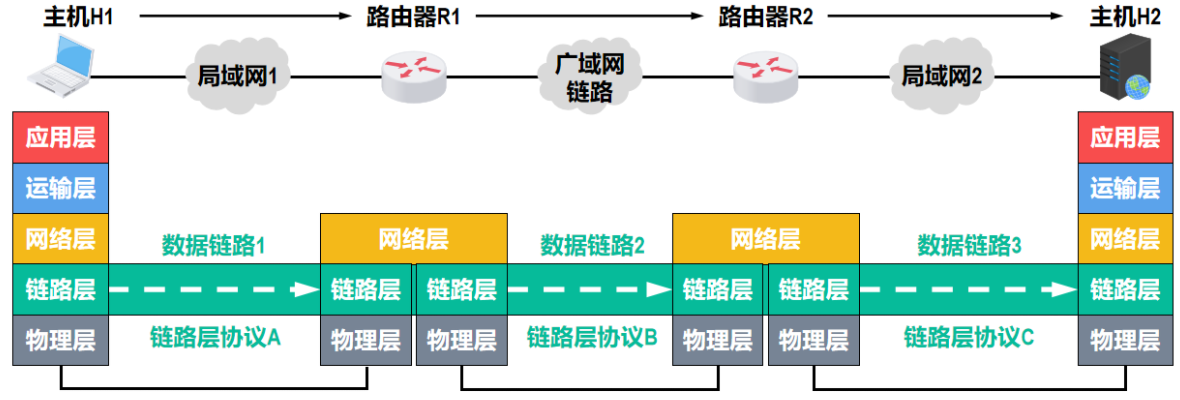 主机H1 路由器R1 路由器R2 主机H2
局域网1 广域网 局域网2
链路
应用层 应用层
运输层 运输层
网络层 数据链路1 网络层 数据链路2 网络层 数据链路3 网络层
链路层 链路层 链路层 链路层 链路层 链路层
物理层 链路层协议A 物理层 物理层 链路层协议B 物理层 物理层 链路层协议C 物理层